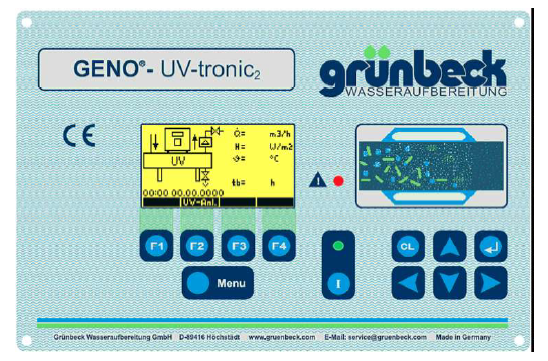 GENO®- UV-tronic₂
grünbeck
WASSERAUFBEREITUNG
CE
Q̇= m3/h
H= J/m2
ϑ= °C
UV
tb= h
00:00 00.00.0000
UV-Anl.
F1 F2 F3 F4
CL
Menu
I
Grünbeck Wasseraufbereitung GmbH D-89416 Höchstädt www.gruenbeck.com E-Mail: service@gruenbeck.com Made in Germany